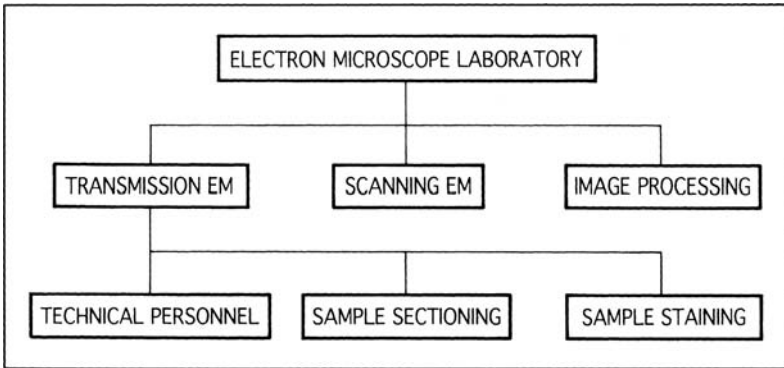 ELECTRON MICROSCOPE LABORATORY
TRANSMISSION EM
SCANNING EM
IMAGE PROCESSING
TECHNICAL PERSONNEL
SAMPLE SECTIONING
SAMPLE STAINING